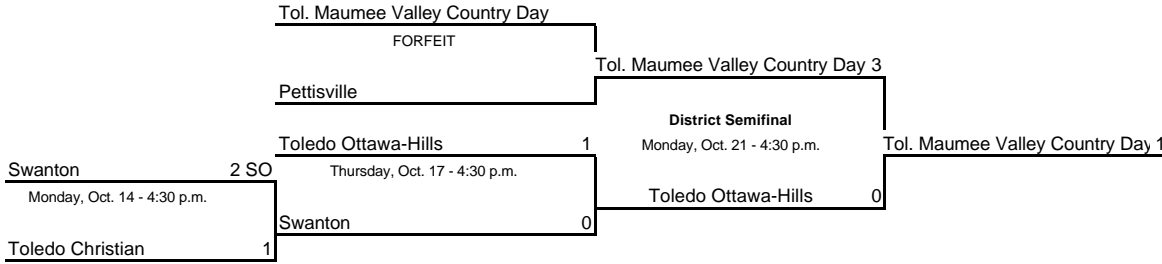 Tol. Maumee Valley Country Day
FORFEIT
Tol. Maumee Valley Country Day 3
Pettisville
District Semifinal
Toledo Ottawa-Hills 1
Monday, Oct. 21 - 4:30 p.m.
Tol. Maumee Valley Country Day 1
Swanton 2 SO
Thursday, Oct. 17 - 4:30 p.m.
Monday, Oct. 14 - 4:30 p.m.
Toledo Ottawa-Hills 0
Swanton 0
Toledo Christian 1